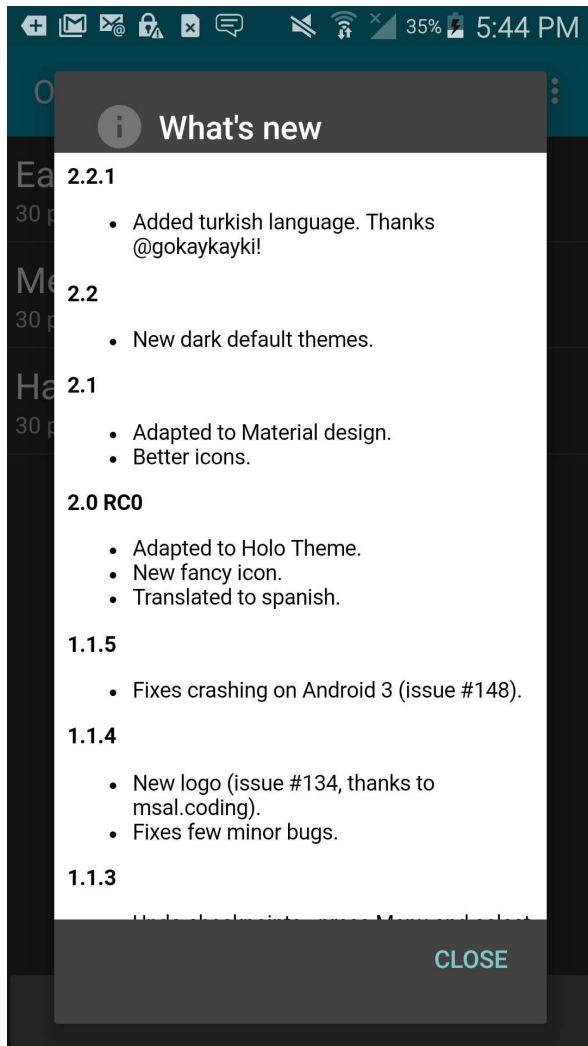 35% 5:44 PM
What's new
2.2.1
• Added turkish language. Thanks
@gokaykayki!
2.2
• New dark default themes.
2.1
• Adapted to Material design.
• Better icons.
2.0 RC0
• Adapted to Holo Theme.
• New fancy icon.
• Translated to spanish.
1.1.5
• Fixes crashing on Android 3 (issue #148).
1.1.4
• New logo (issue #134, thanks to
msal.coding).
• Fixes few minor bugs.
1.1.3
CLOSE
30
30
30